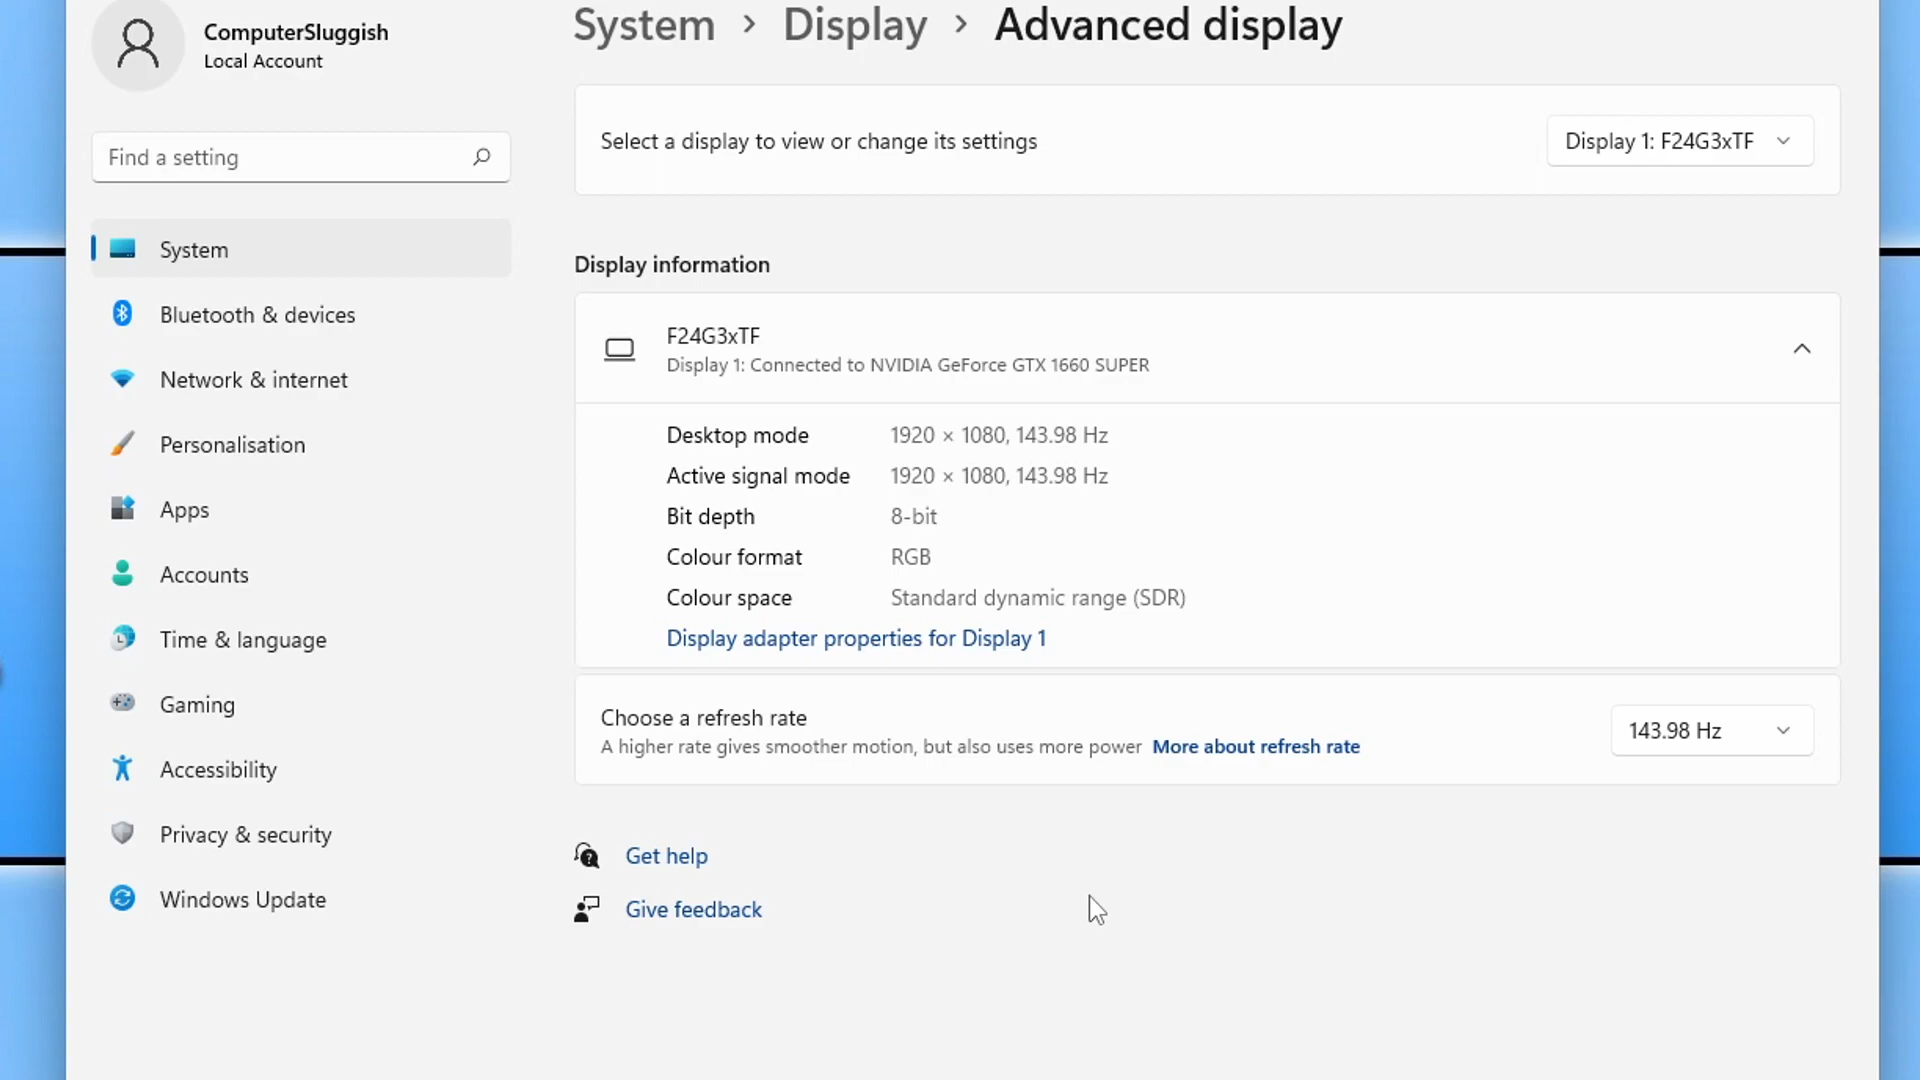 ComputerSluggish
Local Account
Find a setting
System
Bluetooth & devices
Network & internet
Personalisation
Apps
Accounts
Time & language
Gaming
Accessibility
Privacy & security
Windows Update
System > Display > Advanced display
Select a display to view or change its settings
Display 1: F24G3xTF
Display information
F24G3xTF
Display 1: Connected to NVIDIA GeForce GTX 1660 SUPER
Desktop mode 1920 × 1080, 143.98 Hz
Active signal mode 1920 × 1080, 143.98 Hz
Bit depth 8-bit
Colour format RGB
Colour space Standard dynamic range (SDR)
Display adapter properties for Display 1
Choose a refresh rate
A higher rate gives smoother motion, but also uses more power More about refresh rate
143.98 Hz
Get help
Give feedback